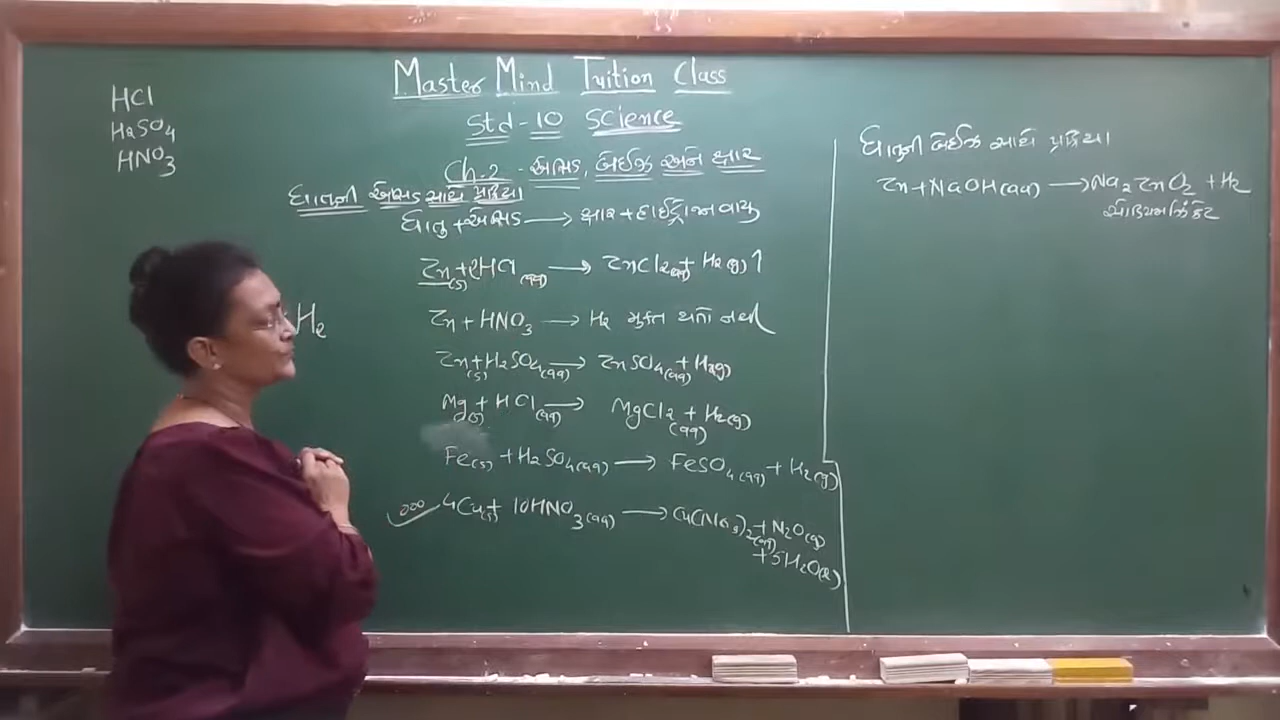 HCl
H2SO4
HNO3
Master Mind Tuition Class
Std-10 Science
Ch-2 - એસિડ, બેઈઝ અને ક્ષાર
ધાતુની એસિડ સાથે પ્રક્રિયા
ધાતુ + એસિડ → ક્ષાર + હાઈડ્રોજન વાયુ
Zn(s) + 2HCl(aq) → ZnCl2(aq) + H2(g) ↑
Zn + HNO3 → H2 મુક્ત થતો નથી
Zn(s) + H2SO4(aq) → ZnSO4(aq) + H2(g)
Mg(s) + HCl(aq) → MgCl2(aq) + H2(g)
Fe(s) + H2SO4(aq) → FeSO4(aq) + H2(g)
4Cu(s) + 10HNO3(aq) → Cu(NO3)2(aq) + N2O(g)
+ 5H2O(l)
H2
ધાતુની બેઈઝ સાથે પ્રક્રિયા
Zn + NaOH(aq) → Na2ZnO2 + H2
સોડિયમ ઝિંકેટ